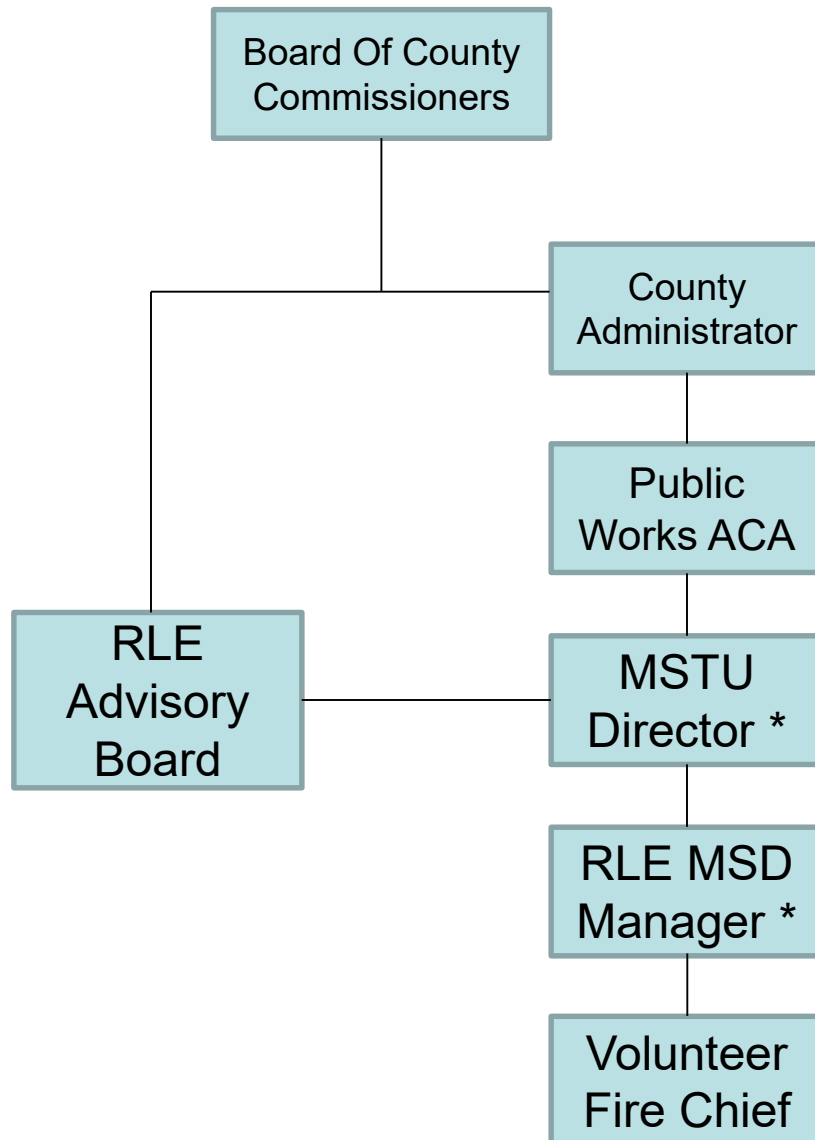 Board Of County
Commissioners
County
Administrator
Public
Works ACA
RLE
Advisory
Board
MSTU
Director *
RLE MSD
Manager *
Volunteer
Fire Chief